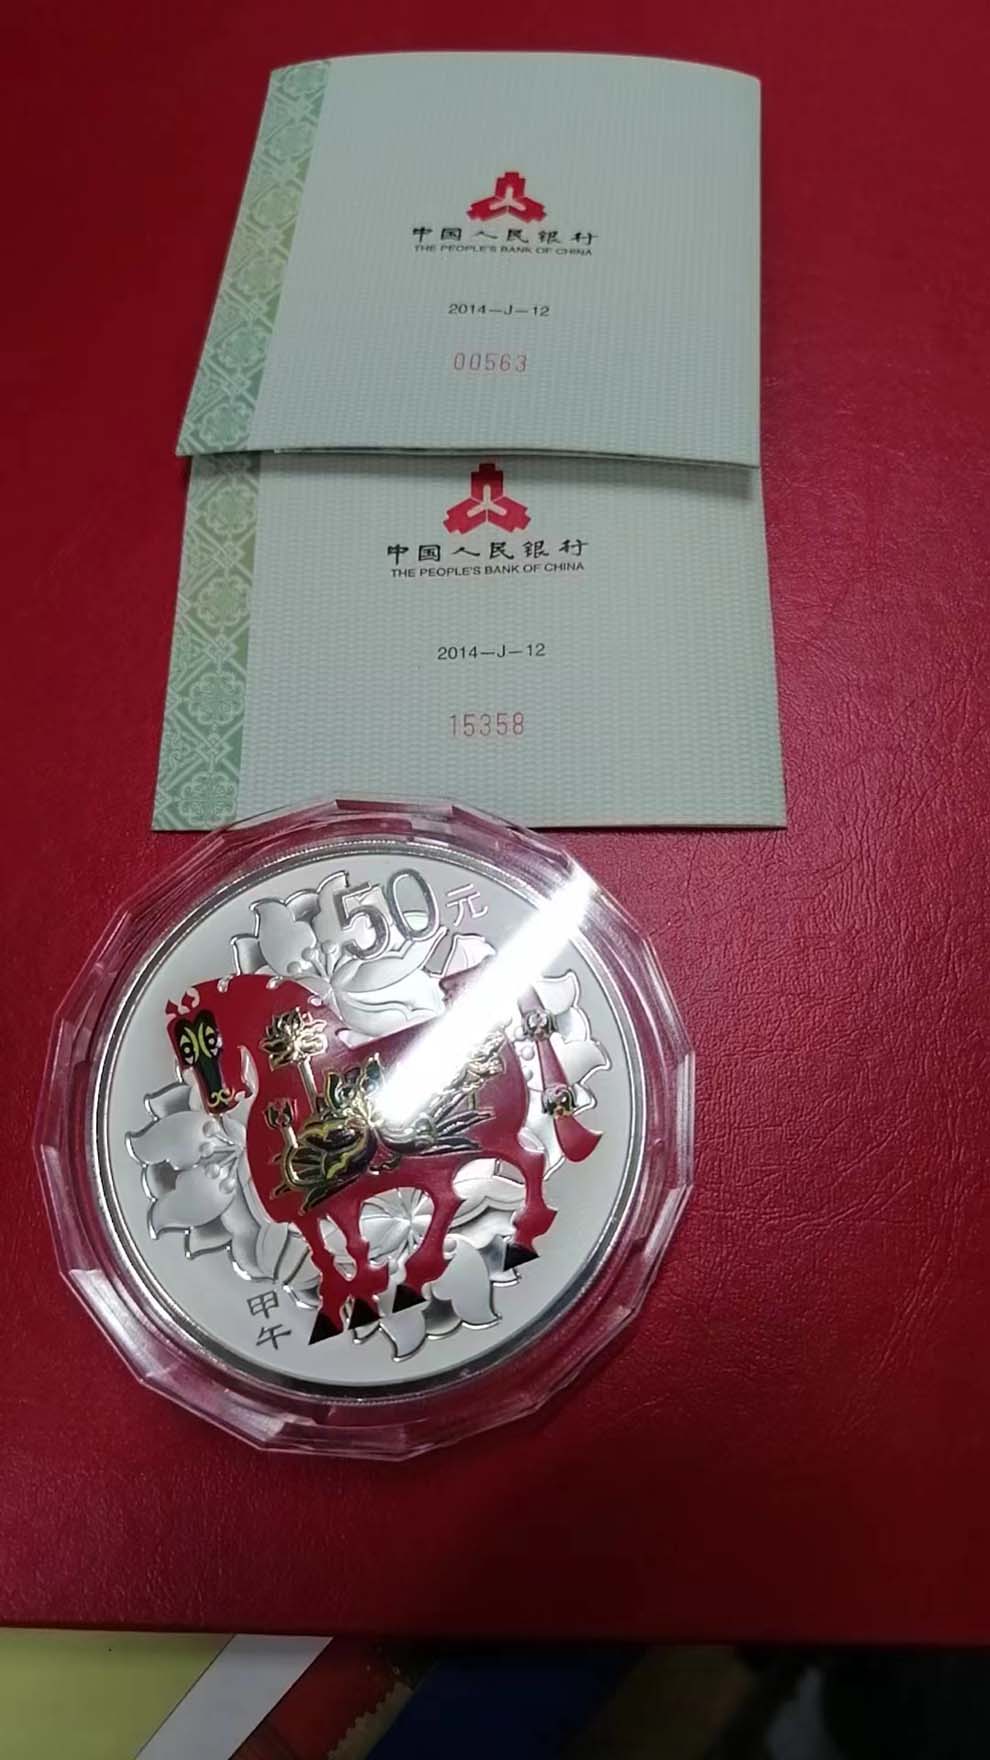 中国人民银行
THE PEOPLE'S BANK OF CHINA
2014—J—12
00563
中国人民银行
THE PEOPLE'S BANK OF CHINA
2014—J—12
15358
50元
甲
午